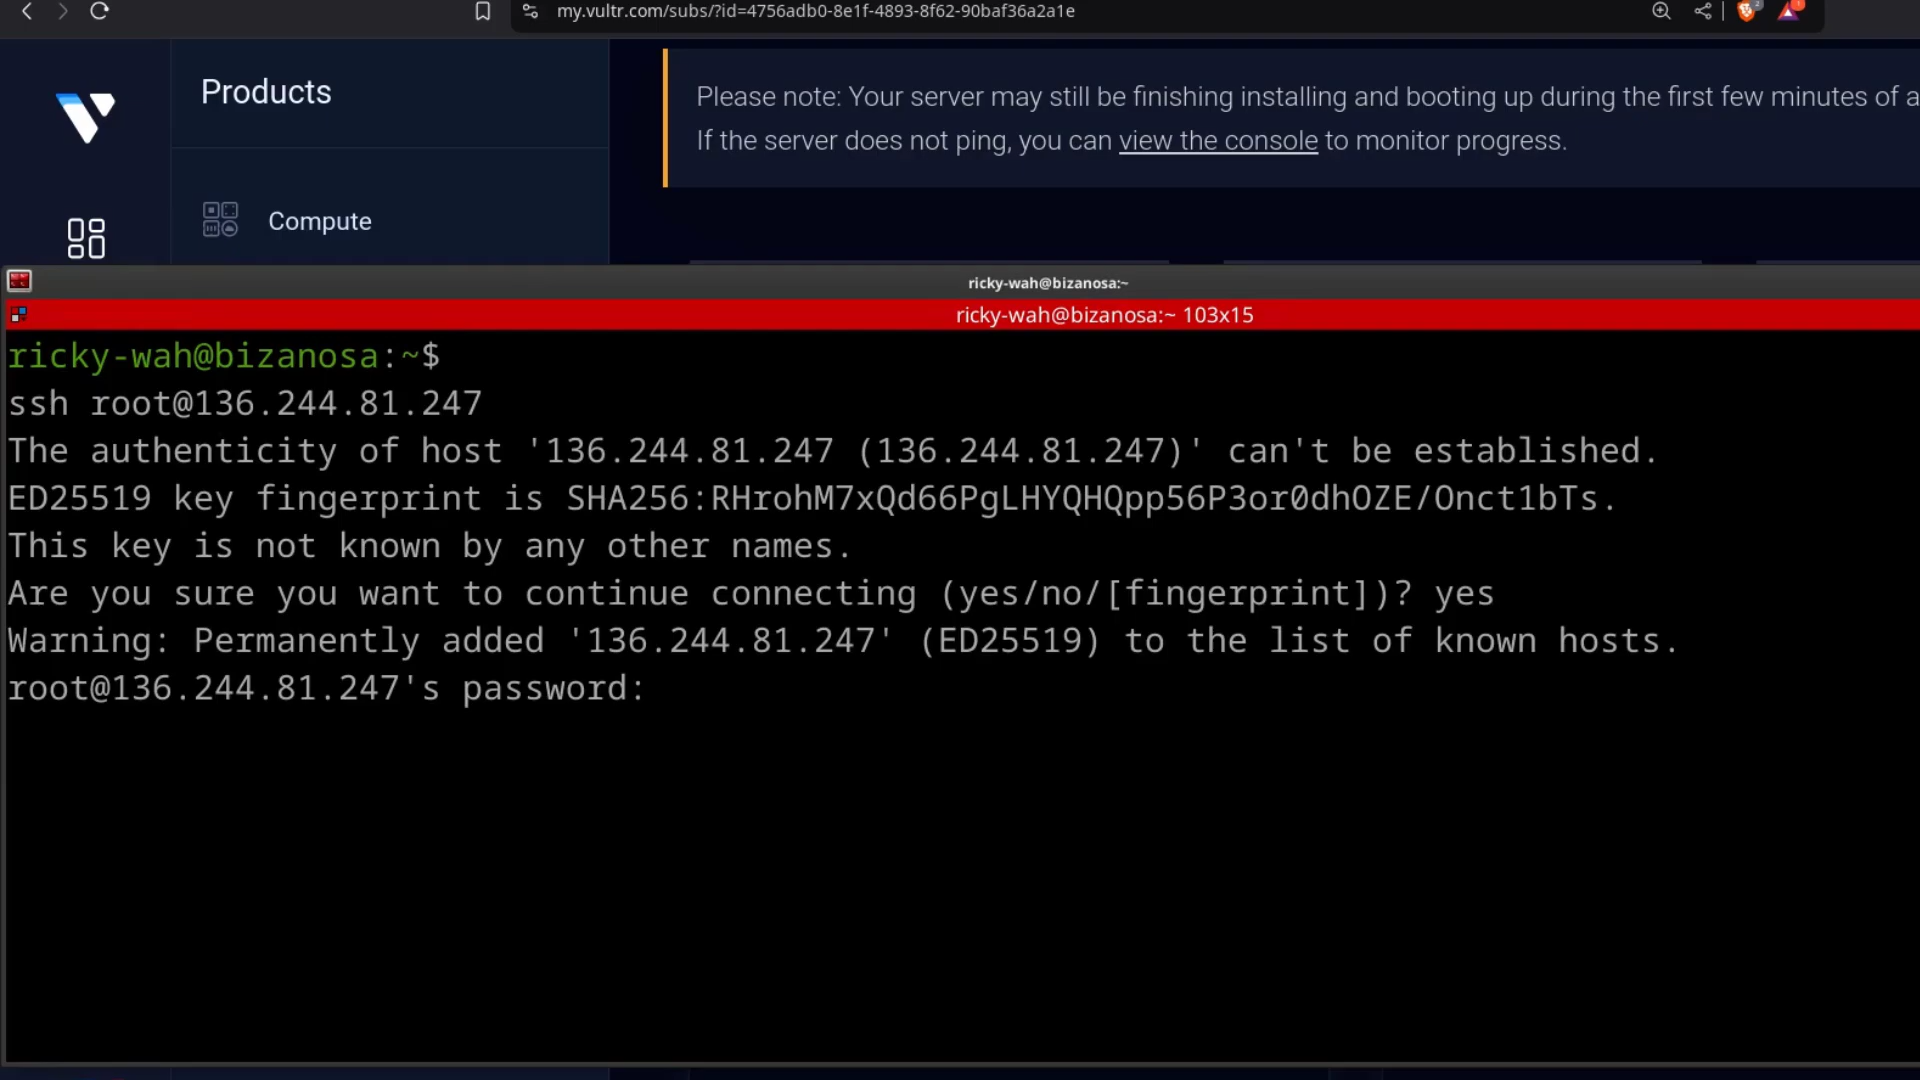 my.vultr.com/subs/?id=4756adb0-8e1f-4893-8f62-90baf36a2a1e
Products
Please note: Your server may still be finishing installing and booting up during the first few minutes of a
If the server does not ping, you can view the console to monitor progress.
Compute
ricky-wah@bizanosa:~
ricky-wah@bizanosa:~ 103x15
ricky-wah@bizanosa:~$
ssh root@136.244.81.247
The authenticity of host '136.244.81.247 (136.244.81.247)' can't be established.
ED25519 key fingerprint is SHA256:RHrohM7xQd66PgLHYQHQpp56P3or0dhOZE/Onct1bTs.
This key is not known by any other names.
Are you sure you want to continue connecting (yes/no/[fingerprint])? yes
Warning: Permanently added '136.244.81.247' (ED25519) to the list of known hosts.
root@136.244.81.247's password: